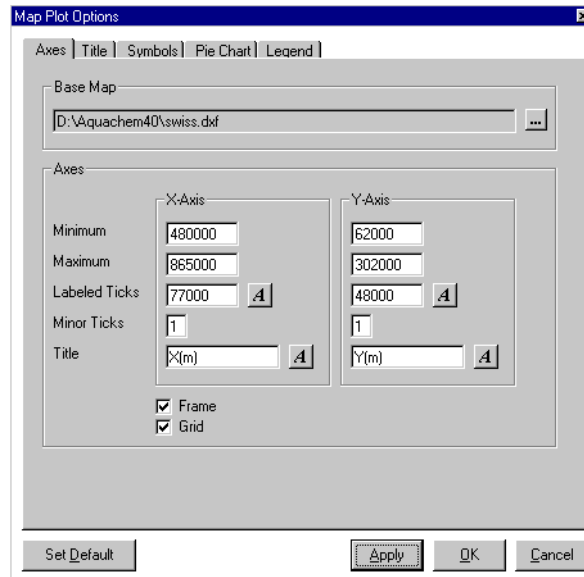 Map Plot Options
Axes Title Symbols Pie Chart Legend
Base Map
D:\Aquachem40\swiss.dxf ...
Axes
X-Axis Y-Axis
Minimum 480000 62000
Maximum 865000 302000
Labeled Ticks 77000 A 48000 A
Minor Ticks 1 1
Title X(m) A Y(m) A
Frame
Grid
Set Default Apply OK Cancel